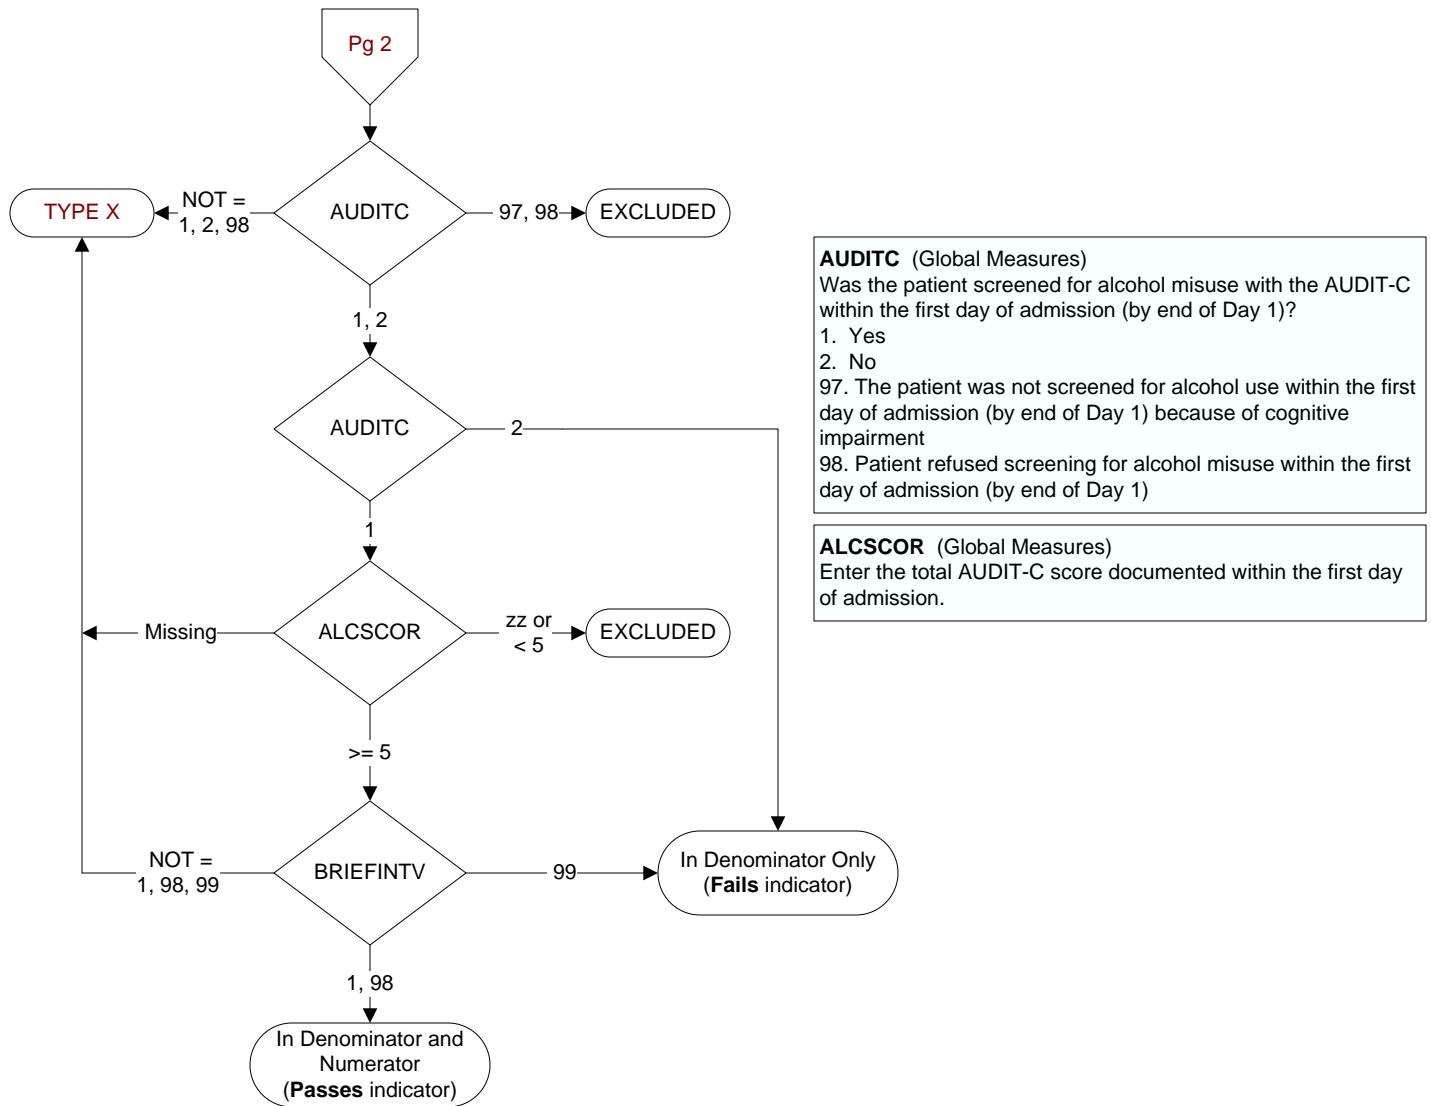 Pg 2
AUDITC
NOT =
1, 2, 98
TYPE X
97, 98
EXCLUDED
1, 2
AUDITC
2
1
ALCSCOR
Missing
zz or
< 5
EXCLUDED
>= 5
BRIEFINTV
NOT =
1, 98, 99
99
In Denominator Only
(Fails indicator)
1, 98
In Denominator and
Numerator
(Passes indicator)
AUDITC (Global Measures)
Was the patient screened for alcohol misuse with the AUDIT-C
within the first day of admission (by end of Day 1)?
1. Yes
2. No
97. The patient was not screened for alcohol use within the first
day of admission (by end of Day 1) because of cognitive
impairment
98. Patient refused screening for alcohol misuse within the first
day of admission (by end of Day 1)
ALCSCOR (Global Measures)
Enter the total AUDIT-C score documented within the first day
of admission.